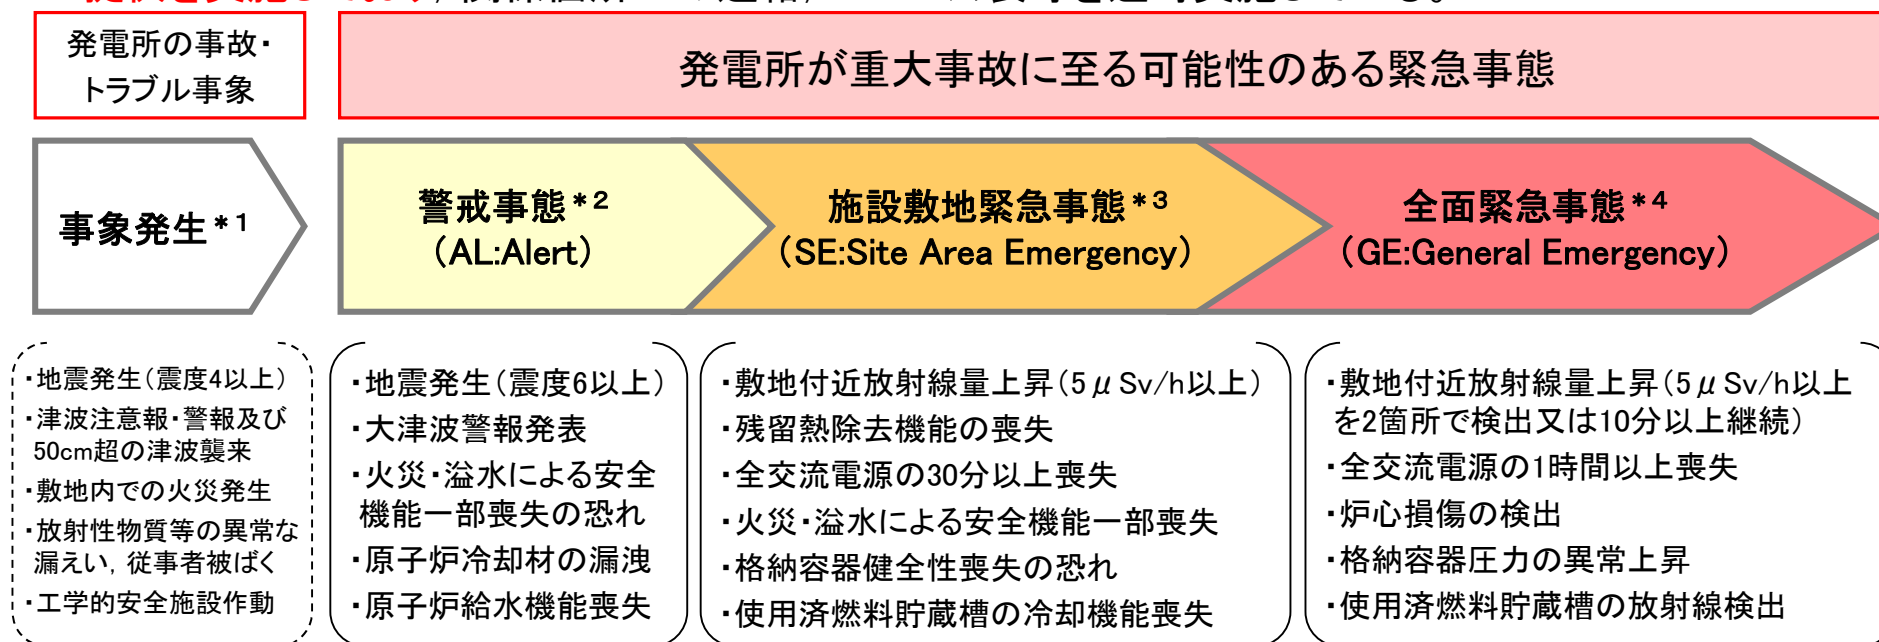 発電所の事故・
トラブル事象
発電所が重大事故に至る可能性のある緊急事態
事象発生*1
警戒事態*2
(AL:Alert)
施設敷地緊急事態*3
(SE:Site Area Emergency)
全面緊急事態*4
(GE:General Emergency)
・地震発生(震度4以上)
・津波注意報・警報及び
50cm超の津波襲来
・敷地内での火災発生
・放射性物質等の異常な
漏えい, 従事者被ばく
・工学的安全施設作動
・地震発生(震度6以上)
・大津波警報発表
・火災・溢水による安全
機能一部喪失の恐れ
・原子炉冷却材の漏洩
・原子炉給水機能喪失
・敷地付近放射線量上昇(5μSv/h以上)
・残留熱除去機能の喪失
・全交流電源の30分以上喪失
・火災・溢水による安全機能一部喪失
・格納容器健全性喪失の恐れ
・使用済燃料貯蔵槽の冷却機能喪失
・敷地付近放射線量上昇(5μSv/h以上
を2箇所で検出又は10分以上継続)
・全交流電源の1時間以上喪失
・炉心損傷の検出
・格納容器圧力の異常上昇
・使用済燃料貯蔵槽の放射線検出